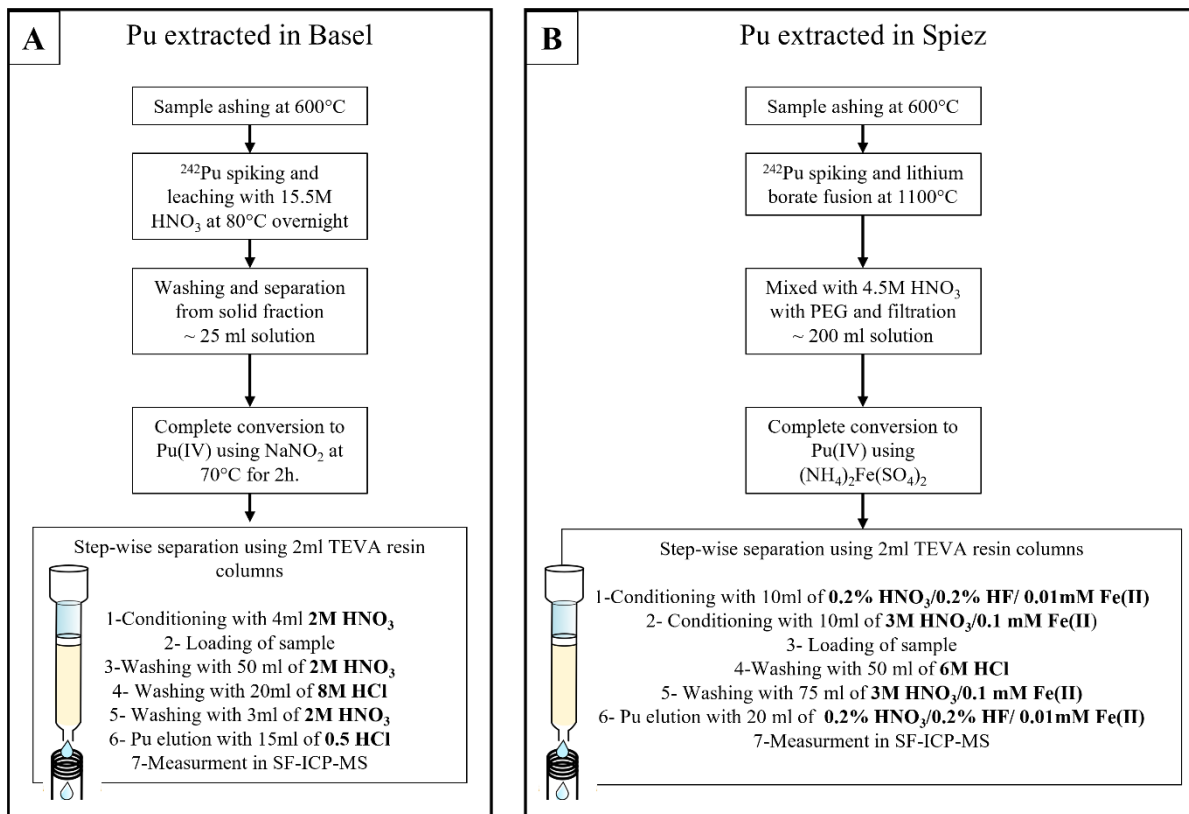 A
Pu extracted in Basel
Sample ashing at 600°C
²⁴²Pu spiking and
leaching with 15.5M
HNO₃ at 80°C overnight
Washing and separation
from solid fraction
~ 25 ml solution
Complete conversion to
Pu(IV) using NaNO₂ at
70°C for 2h.
Step-wise separation using 2ml TEVA resin
columns
1-Conditioning with 4ml 2M HNO₃
2- Loading of sample
3-Washing with 50 ml of 2M HNO₃
4- Washing with 20ml of 8M HCl
5- Washing with 3ml of 2M HNO₃
6- Pu elution with 15ml of 0.5 HCl
7-Measurment in SF-ICP-MS
B
Pu extracted in Spiez
Sample ashing at 600°C
²⁴²Pu spiking and lithium
borate fusion at 1100°C
Mixed with 4.5M HNO₃
with PEG and filtration
~ 200 ml solution
Complete conversion to
Pu(IV) using
(NH₄)₂Fe(SO₄)₂
Step-wise separation using 2ml TEVA resin columns
1-Conditioning with 10ml of 0.2% HNO₃/0.2% HF/ 0.01mM Fe(II)
2- Conditioning with 10ml of 3M HNO₃/0.1 mM Fe(II)
3- Loading of sample
4-Washing with 50 ml of 6M HCl
5- Washing with 75 ml of 3M HNO₃/0.1 mM Fe(II)
6- Pu elution with 20 ml of 0.2% HNO₃/0.2% HF/ 0.01mM Fe(II)
7-Measurment in SF-ICP-MS